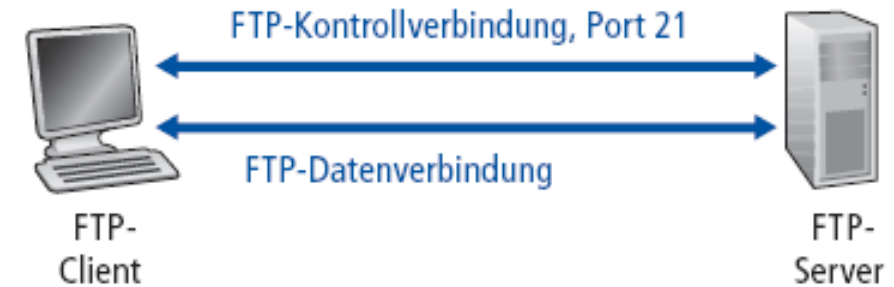 FTP-Kontrollverbindung, Port 21
FTP-Datenverbindung
FTP-
Client
FTP-
Server